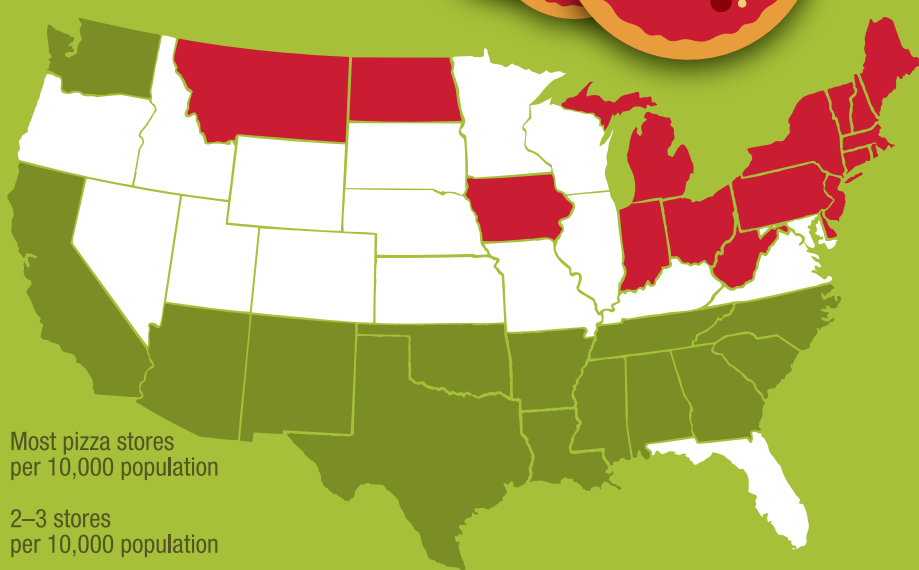 Most pizza stores
per 10,000 population
2–3 stores
per 10,000 population